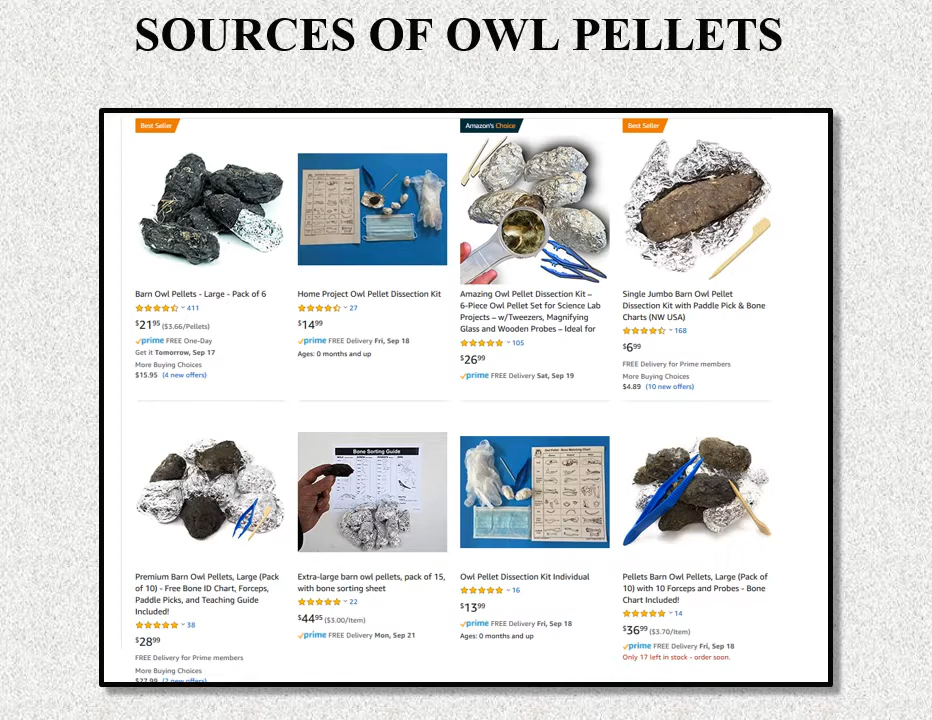 SOURCES OF OWL PELLETS
Best Seller
Barn Owl Pellets - Large - Pack of 6
411
$21.95 ($3.66/Pellets)
prime FREE One-Day
Get it Tomorrow, Sep 17
More Buying Choices
$15.95 (4 new offers)
Home Project Owl Pellet Dissection Kit
27
$14.99
prime FREE Delivery Fri, Sep 18
Ages: 0 months and up
Amazon's Choice
Amazing Owl Pellet Dissection Kit –
6-Piece Owl Pellet Set for Science Lab
Projects – w/Tweezers, Magnifying
Glass and Wooden Probes – Ideal for
105
$26.99
prime FREE Delivery Sat, Sep 19
Best Seller
Single Jumbo Barn Owl Pellet
Dissection Kit with Paddle Pick & Bone
Charts (NW USA)
168
$6.99
FREE Delivery for Prime members
More Buying Choices
$4.89 (10 new offers)
Premium Barn Owl Pellets, Large (Pack
of 10) - Free Bone ID Chart, Forceps,
Paddle Picks, and Teaching Guide
Included!
38
$28.99
FREE Delivery for Prime members
More Buying Choices
$27.99 (2 new offers)
Bone Sorting Guide
Extra-large barn owl pellets, pack of 15,
with bone sorting sheet
22
$44.95 ($3.00/Item)
prime FREE Delivery Mon, Sep 21
Owl Pellet Dissection Kit Individual
16
$13.99
prime FREE Delivery Fri, Sep 18
Ages: 0 months and up
Pellets Barn Owl Pellets, Large (Pack
of 10) with 10 Forceps and Probes - Bone
Chart Included!
14
$36.99 ($3.70/Item)
prime FREE Delivery Fri, Sep 18
Only 17 left in stock - order soon.